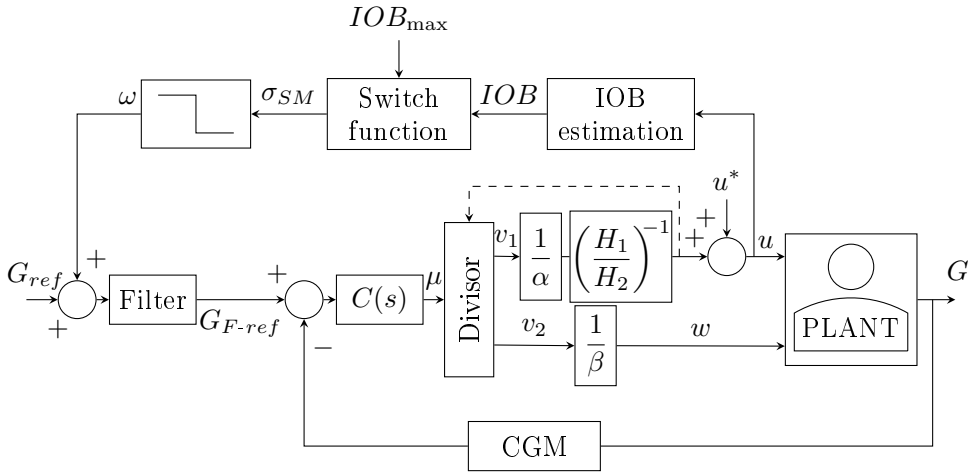 IOB_max
ω
σ_SM
Switch
function
IOB
IOB
estimation
u*
+
+
+
v_1
1/α
(H_1/H_2)^-1
u
G
G_ref
+
Filter
G_F-ref
+
−
C(s)
μ
Divisor
v_2
1/β
w
PLANT
CGM